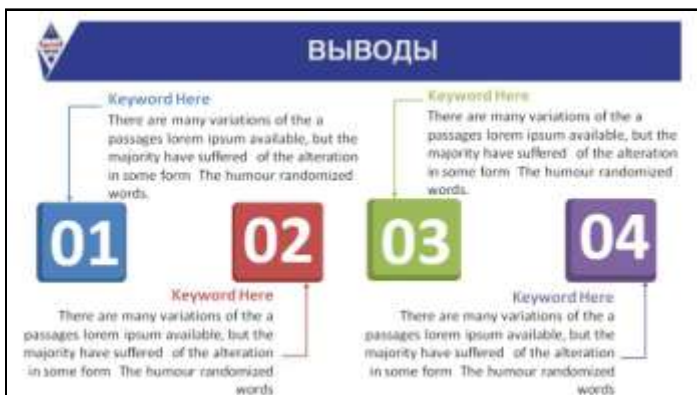 ВЫВОДЫ
Keyword Here
There are many variations of the a
passages lorem ipsum available, but the
majority have suffered of the alteration
in some form The humour randomized
words.
Keyword Here
There are many variations of the a
passages lorem ipsum available, but the
majority have suffered of the alteration
in some form The humour randomized
words.
01
02
03
04
Keyword Here
There are many variations of the a
passages lorem ipsum available, but the
majority have suffered of the alteration
in some form The humour randomized
words
Keyword Here
There are many variations of the a
passages lorem ipsum available, but the
majority have suffered of the alteration
in some form The humour randomized
words